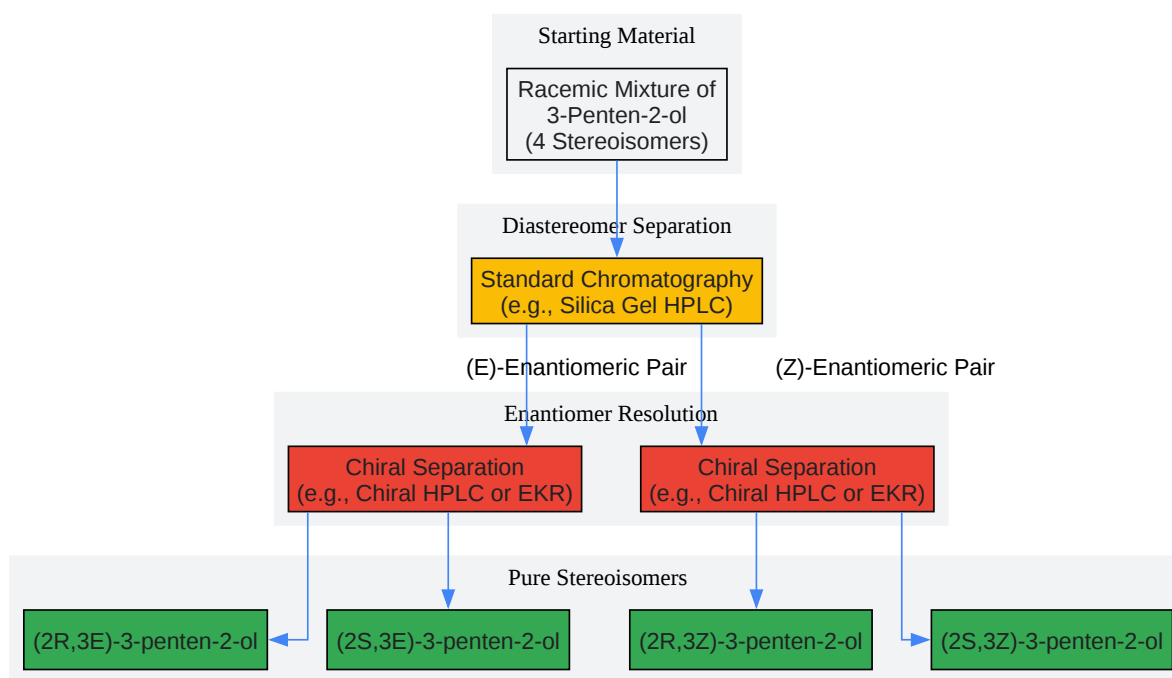 Starting Material
Racemic Mixture of
3-Penten-2-ol
(4 Stereoisomers)
Diastereomer Separation
Standard Chromatography
(e.g., Silica Gel HPLC)
(E)-Enantiomeric Pair
(Z)-Enantiomeric Pair
Enantiomer Resolution
Chiral Separation
(e.g., Chiral HPLC or EKR)
Chiral Separation
(e.g., Chiral HPLC or EKR)
Pure Stereoisomers
(2R,3E)-3-penten-2-ol
(2S,3E)-3-penten-2-ol
(2R,3Z)-3-penten-2-ol
(2S,3Z)-3-penten-2-ol